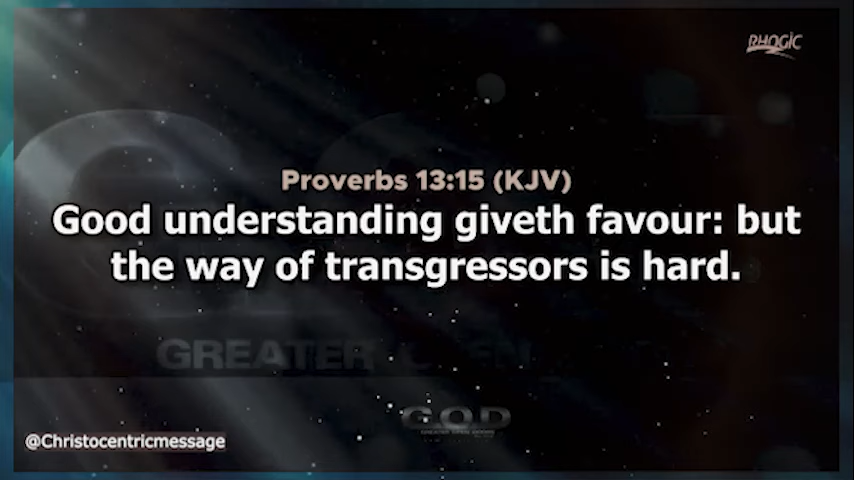 RHOGIC
Proverbs 13:15 (KJV)
Good understanding giveth favour: but
the way of transgressors is hard.
GREATER
G.O.D
@Christocentricmessage